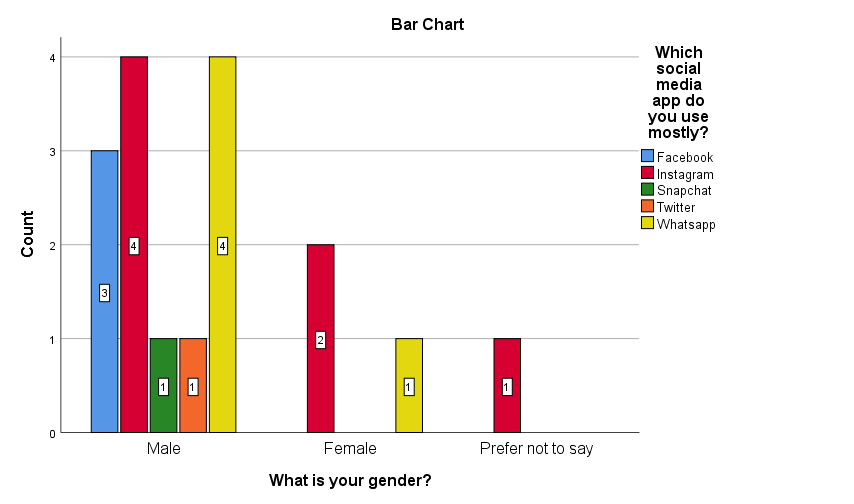 Bar Chart
Which
social
media
app do
you use
mostly?
Facebook
Instagram
Snapchat
Twitter
Whatsapp
Count
4
3
2
1
0
3
4
1
1
4
2
1
1
Male
Female
Prefer not to say
What is your gender?